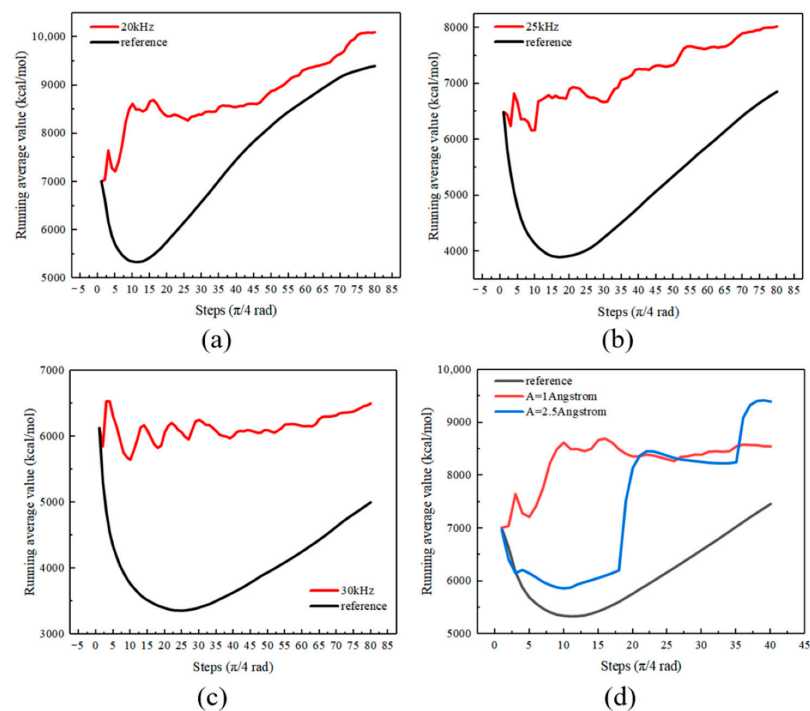 10,000
9000
8000
7000
6000
5000
20kHz
reference
Running average value (kcal/mol)
−5 0 5 10 15 20 25 30 35 40 45 50 55 60 65 70 75 80 85
Steps (π/4 rad)
(a)
8000
7000
6000
5000
4000
25kHz
reference
Running average value (kcal/mol)
−5 0 5 10 15 20 25 30 35 40 45 50 55 60 65 70 75 80 85
Steps (π/4 rad)
(b)
7000
6000
5000
4000
3000
30kHz
reference
Running average value (kcal/mol)
−5 0 5 10 15 20 25 30 35 40 45 50 55 60 65 70 75 80 85
Steps (π/4 rad)
(c)
10,000
9000
8000
7000
6000
5000
reference
A=1Angstrom
A=2.5Angstrom
Running average value (kcal/mol)
−5 0 5 10 15 20 25 30 35 40 45
Steps (π/4 rad)
(d)